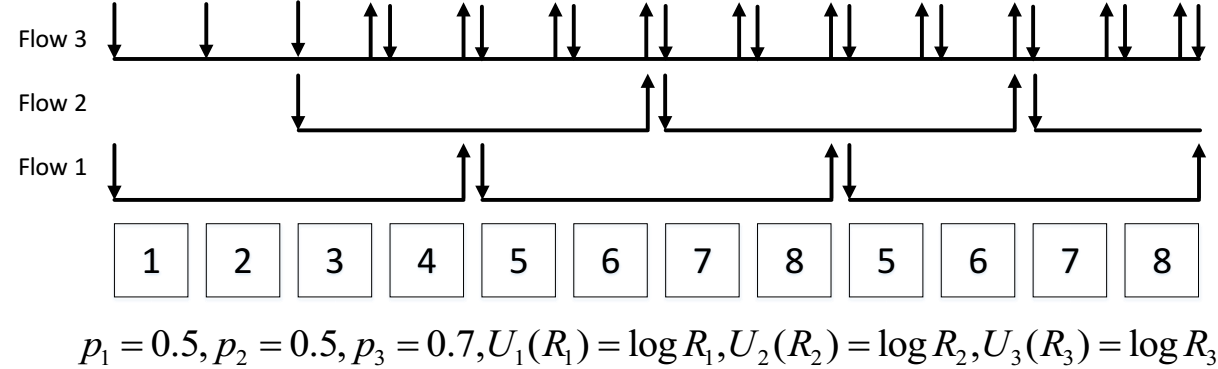 Flow 3
Flow 2
Flow 1
1 2 3 4 5 6 7 8 5 6 7 8
p₁ = 0.5, p₂ = 0.5, p₃ = 0.7, U₁(R₁) = log R₁, U₂(R₂) = log R₂, U₃(R₃) = log R₃